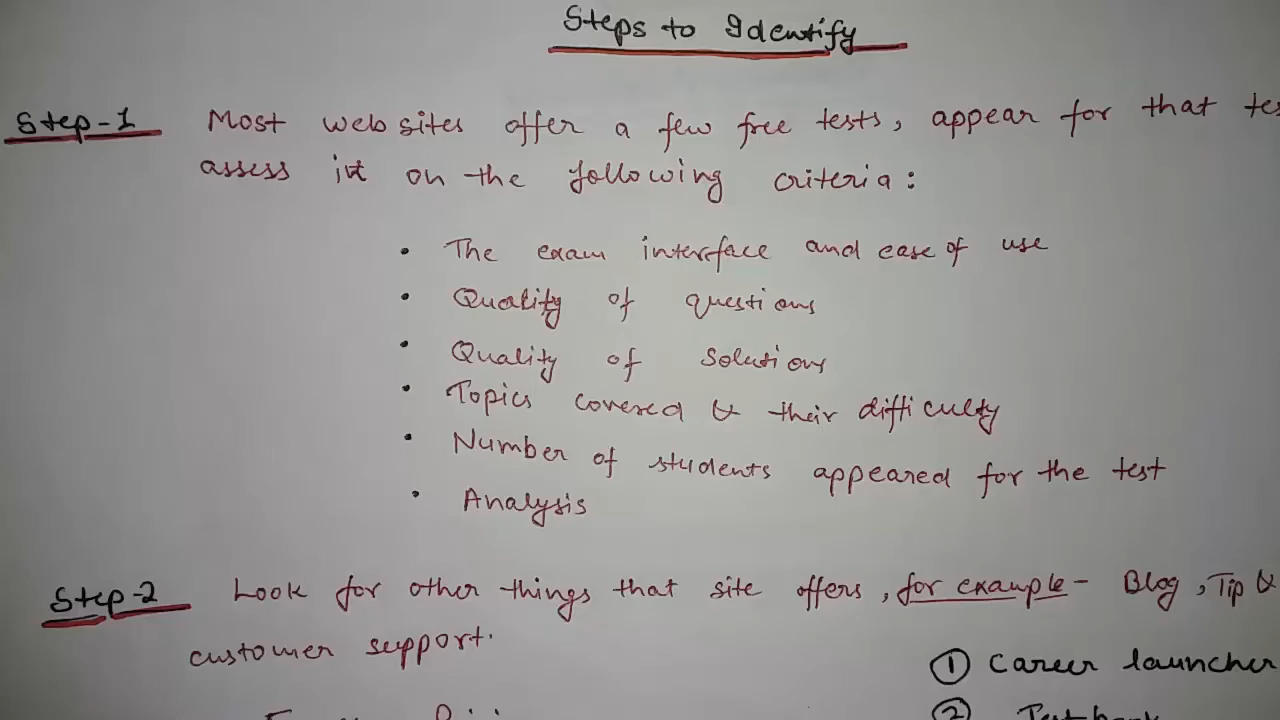 Steps to Identify
Step-1 Most websites offer a few free tests, appear for that
assess it on the following criteria:
• The exam interface and ease of use
• Quality of questions
• Quality of solutions
• Topics covered & their difficulty
• Number of students appeared for the test
• Analysis
Step-2 Look for other things that site offers, for example - Blog, Tip &
customer support.
① Career launcher
②